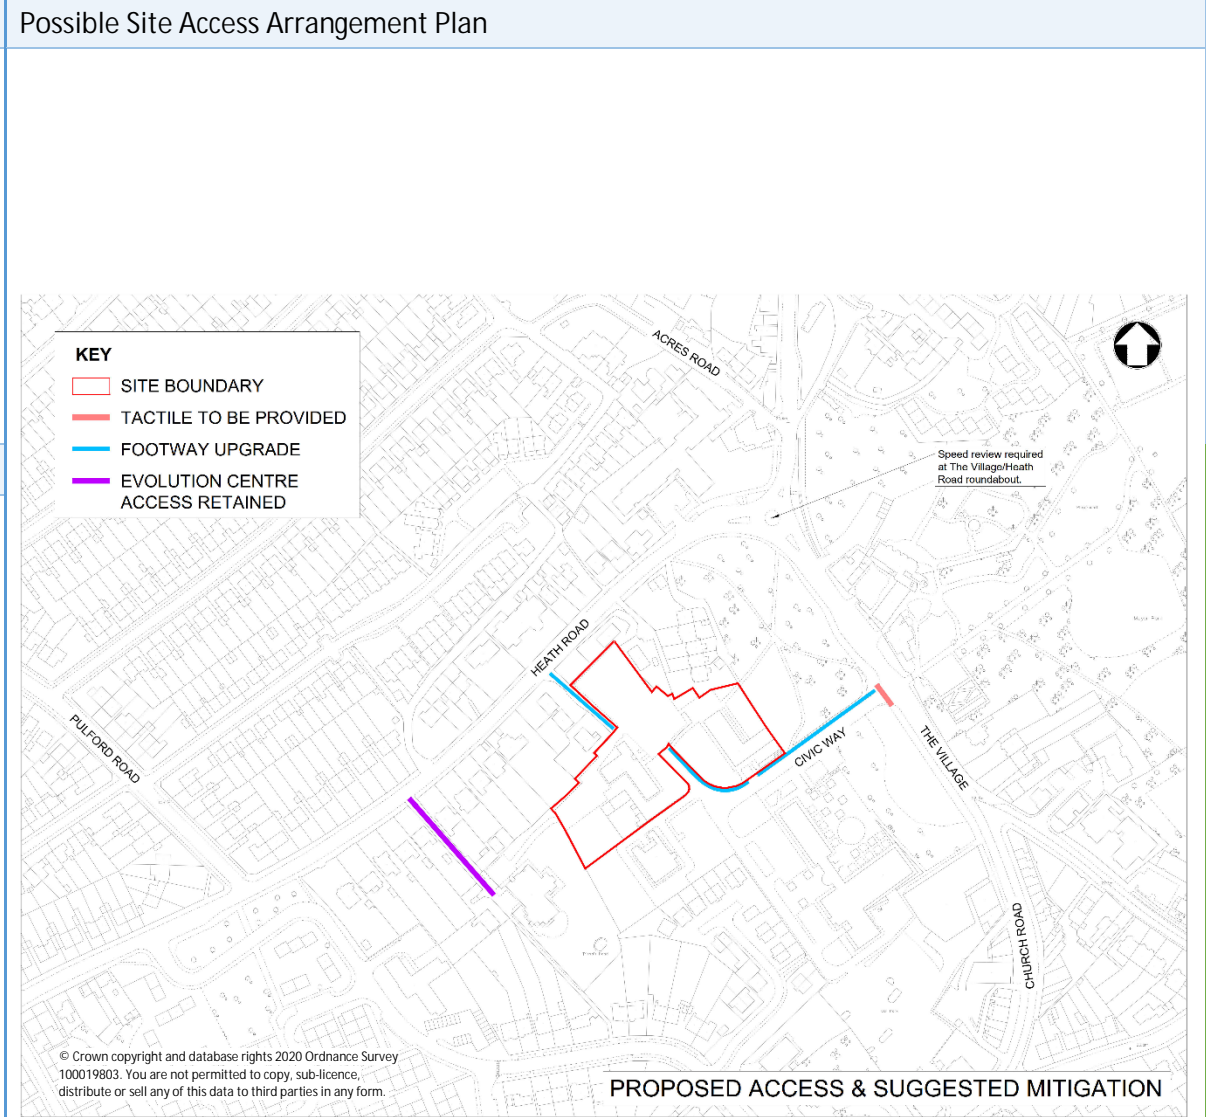 Possible Site Access Arrangement Plan
KEY
SITE BOUNDARY
TACTILE TO BE PROVIDED
FOOTWAY UPGRADE
EVOLUTION CENTRE
ACCESS RETAINED
ACRES ROAD
Speed review required
at The Village/Heath
Road roundabout.
HEATH ROAD
PULFORD ROAD
CIVIC WAY
THE VILLAGE
CHURCH ROAD
© Crown copyright and database rights 2020 Ordnance Survey
100019803. You are not permitted to copy, sub-licence,
distribute or sell any of this data to third parties in any form.
PROPOSED ACCESS & SUGGESTED MITIGATION